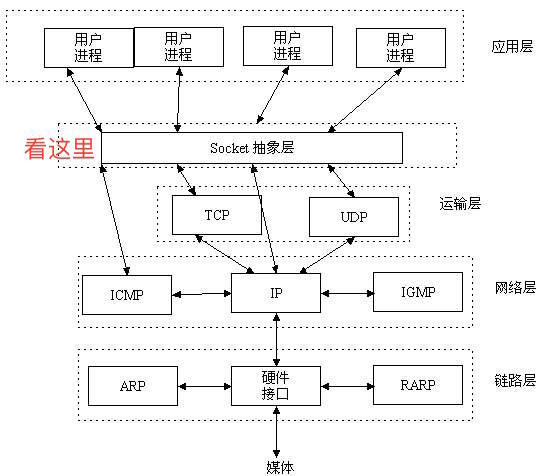 用户
进程
用户
进程
用户
进程
用户
进程
应用层
看这里
Socket 抽象层
TCP
UDP
运输层
ICMP
IP
IGMP
网络层
ARP
硬件
接口
RARP
链路层
媒体